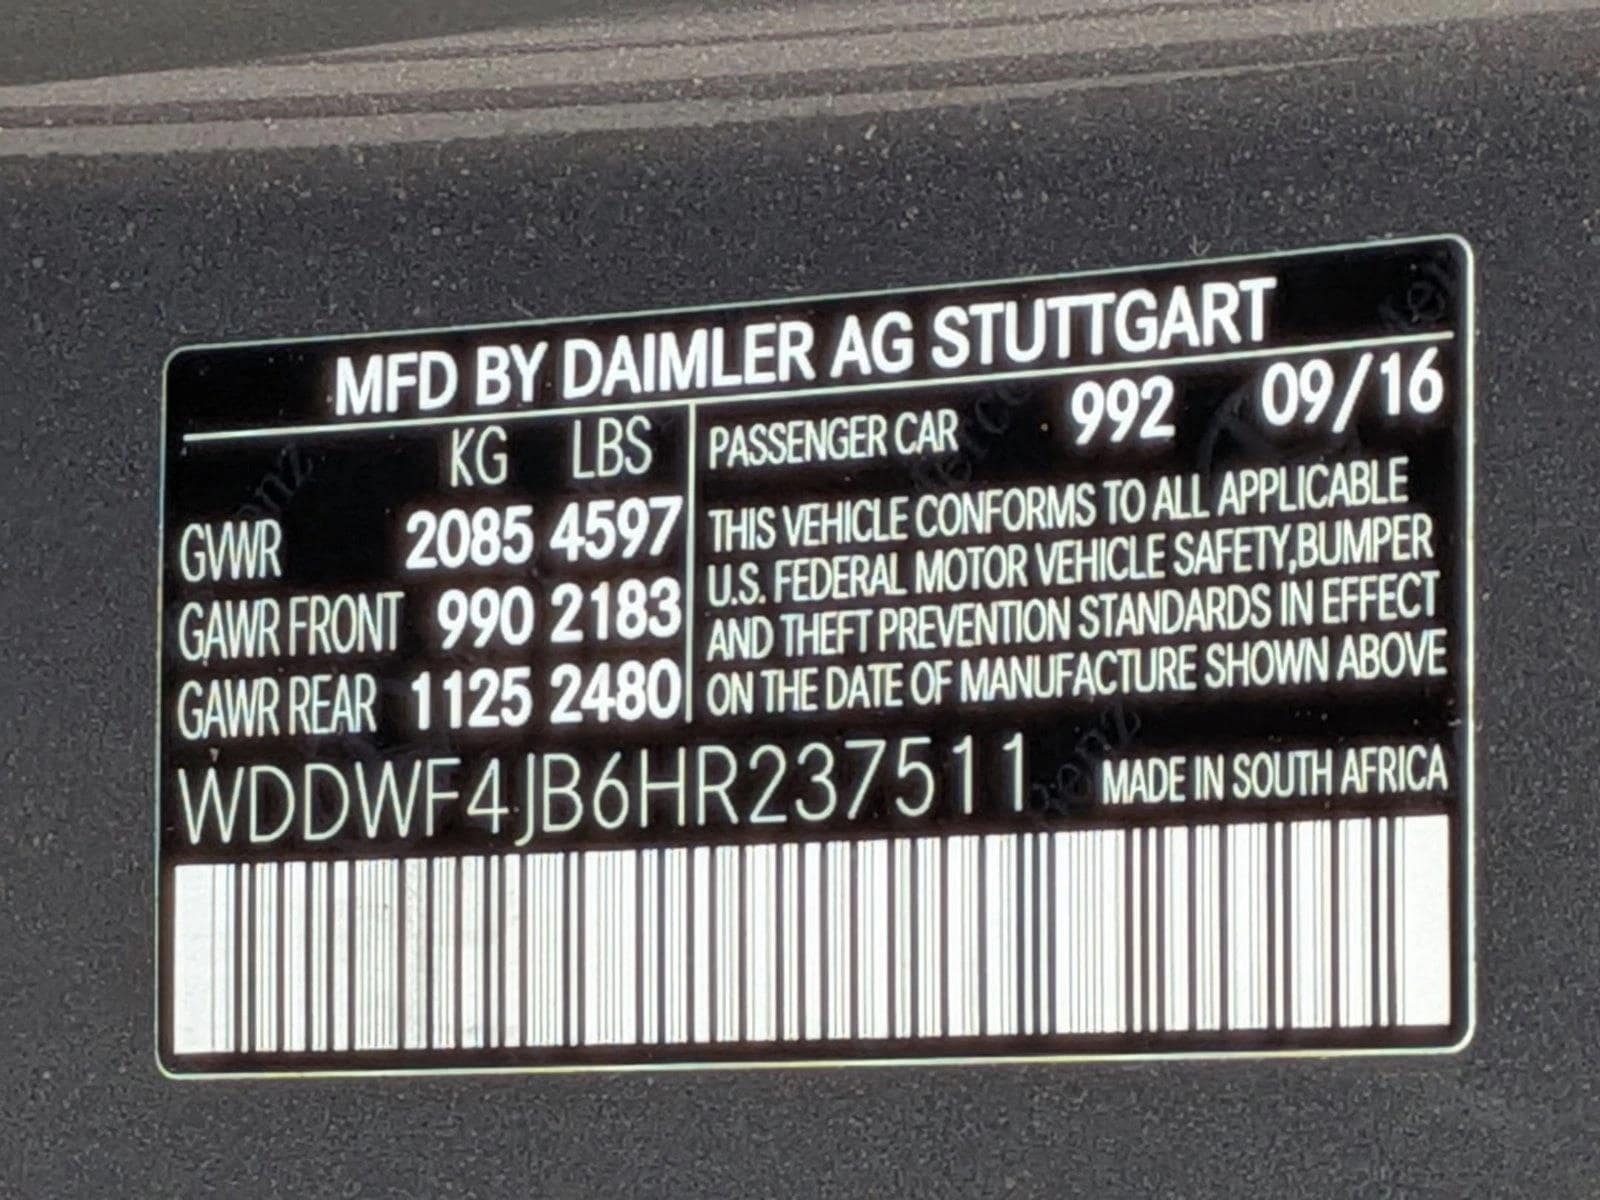 MFD BY DAIMLER AG STUTTGART
KG LBS
GVWR 2085 4597
GAWR FRONT 990 2183
GAWR REAR 1125 2480
PASSENGER CAR 992 09/16
THIS VEHICLE CONFORMS TO ALL APPLICABLE
U.S. FEDERAL MOTOR VEHICLE SAFETY,BUMPER
AND THEFT PREVENTION STANDARDS IN EFFECT
ON THE DATE OF MANUFACTURE SHOWN ABOVE
WDDWF4JB6HR237511 MADE IN SOUTH AFRICA